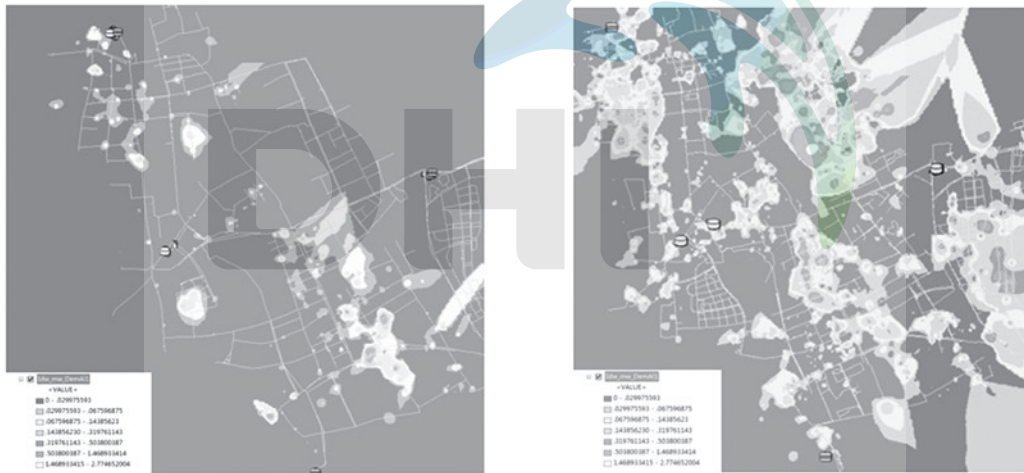 DHI
<VALUE>
0 - .029975593
.029975593 - .067596875
.067596875 - .14385623
.143856230 - .319761143
.319761143 - .503800387
.503800387 - 1.468933414
1.468933415 - 2.774652004
<VALUE>
0 - .029975593
.029975593 - .067596875
.067596875 - .14385623
.143856230 - .319761143
.319761143 - .503800387
.503800387 - 1.468933414
1.468933415 - 2.774652004